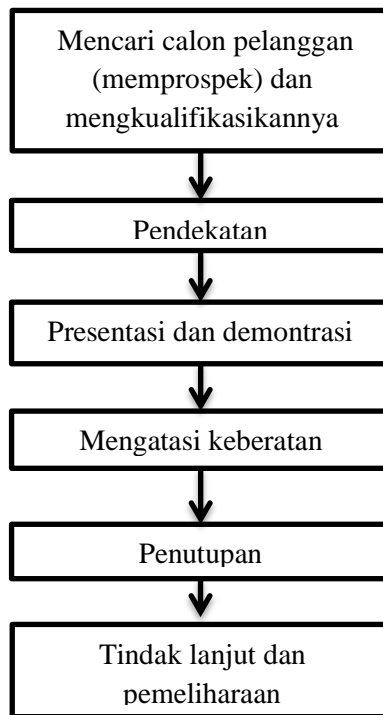 Mencari calon pelanggan
(memprospek) dan
mengkualifikasikannya
Pendekatan
Presentasi dan demontrasi
Mengatasi keberatan
Penutupan
Tindak lanjut dan
pemeliharaan